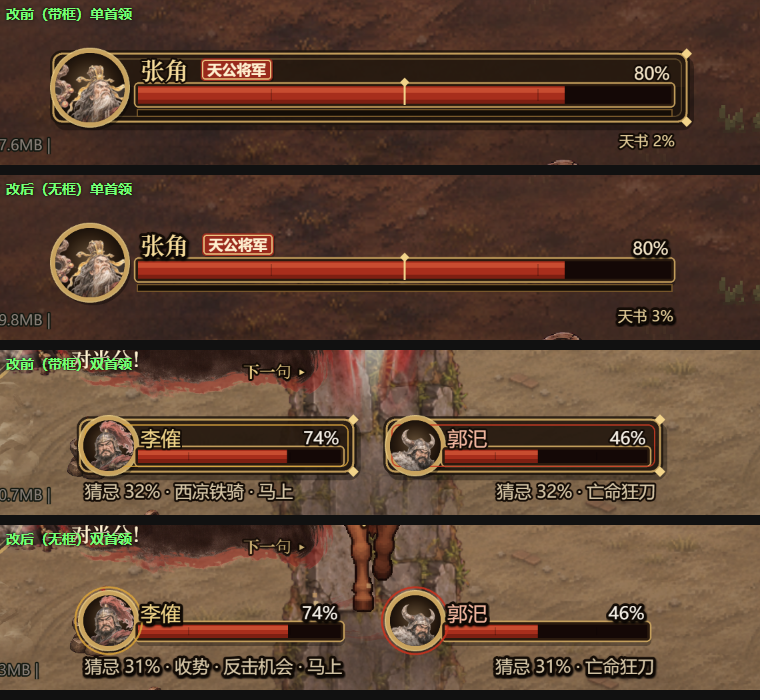 改前（带框）单首领
张角 天公将军 80%
7.6MB |
天书 2%
改后（无框）单首领
张角 天公将军 80%
9.8MB |
天书 3%
改前（带框）双首领
下一句 ▸
李傕 74% 郭汜 46%
0.7MB |
猜忌 32% · 西凉铁骑 · 马上 猜忌 32% · 亡命狂刀
改后（无框）双首领
下一句 ▸
李傕 74% 郭汜 46%
3MB |
猜忌 31% · 收势 · 反击机会 · 马上 猜忌 31% · 亡命狂刀